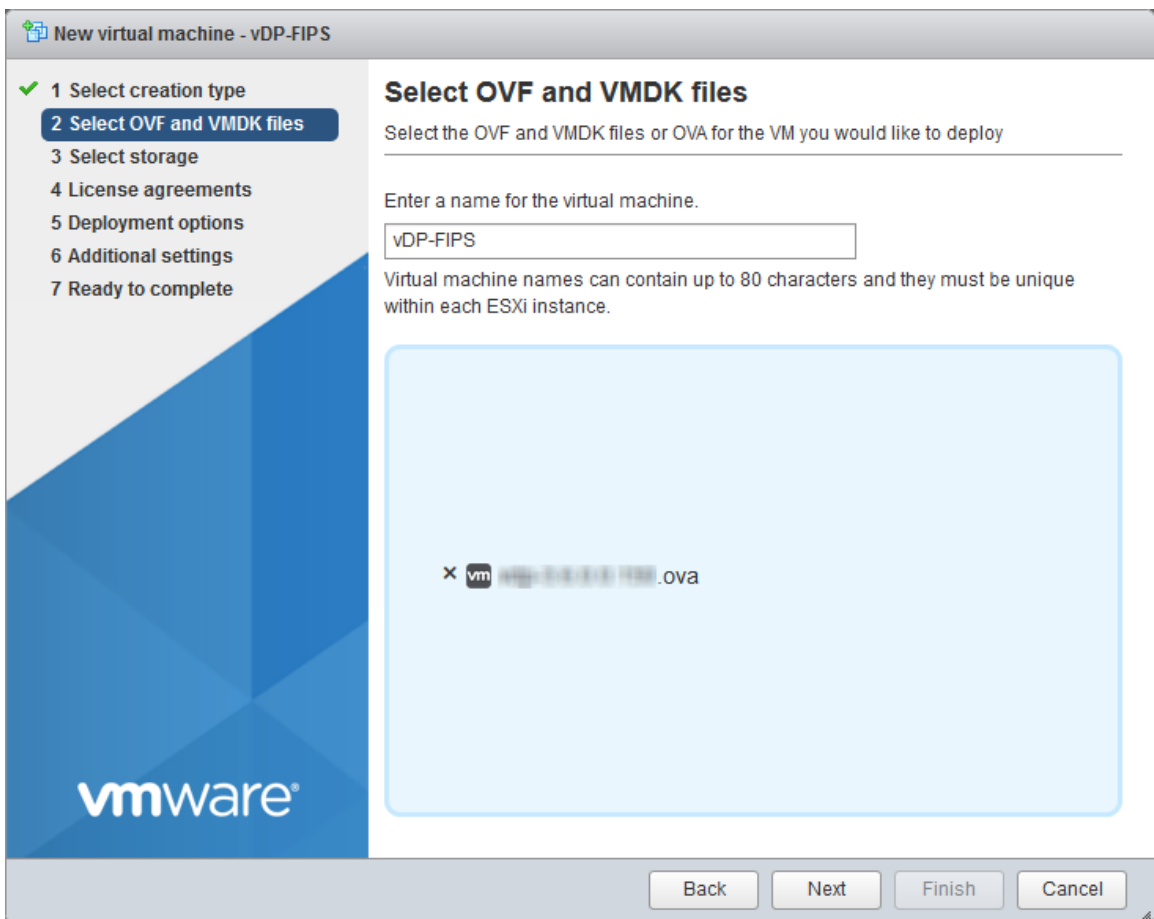 New virtual machine - vDP-FIPS
1 Select creation type
2 Select OVF and VMDK files
3 Select storage
4 License agreements
5 Deployment options
6 Additional settings
7 Ready to complete
vmware®
Select OVF and VMDK files
Select the OVF and VMDK files or OVA for the VM you would like to deploy
Enter a name for the virtual machine.
vDP-FIPS
Virtual machine names can contain up to 80 characters and they must be unique
within each ESXi instance.
× vm .ova
Back Next Finish Cancel